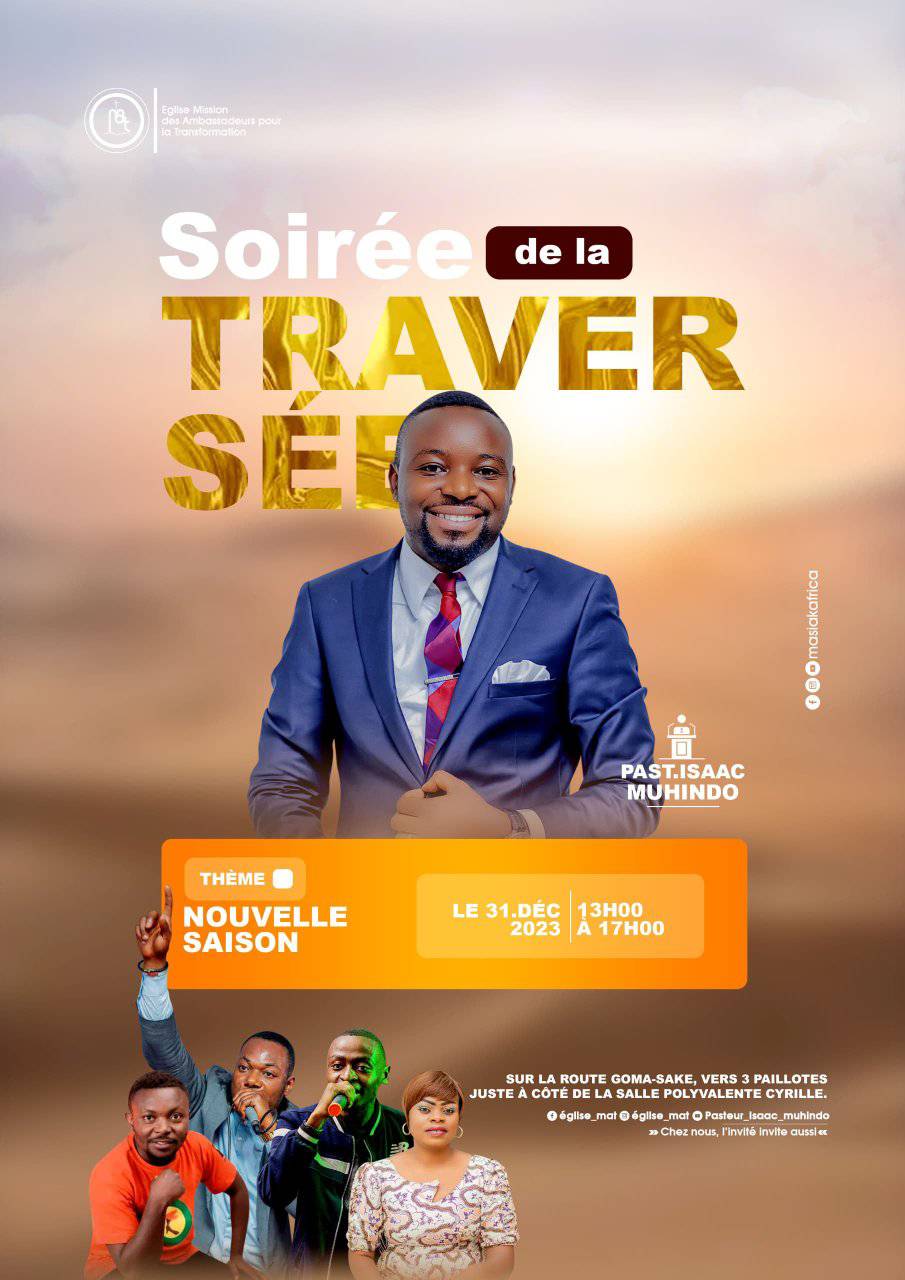 Eglise Mission
des Ambassadeurs pour
la Transformation
Soirée de la
TRAVER
SÉE
masiakafrica
PAST.ISAAC
MUHINDO
THÈME
NOUVELLE
SAISON
LE 31.DÉC
2023
13H00
À 17H00
SUR LA ROUTE GOMA-SAKE, VERS 3 PAILLOTES
JUSTE À CÔTÉ DE LA SALLE POLYVALENTE CYRILLE.
église_mat église_mat Pasteur_isaac_muhindo
»» Chez nous, l'invité invite aussi ««